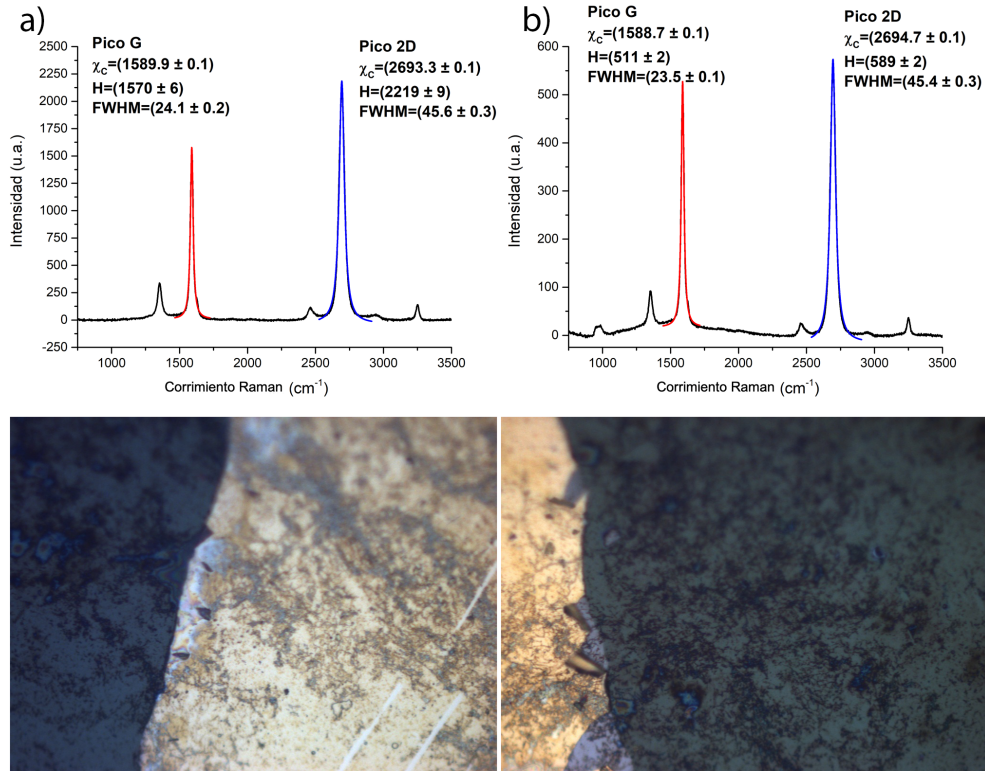 a)
Pico G
χc=(1589.9 ± 0.1)
H=(1570 ± 6)
FWHM=(24.1 ± 0.2)
Pico 2D
χc=(2693.3 ± 0.1)
H=(2219 ± 9)
FWHM=(45.6 ± 0.3)
2500
2250
2000
1750
1500
1250
1000
750
500
250
0
-250
Intensidad (u.a.)
1000 1500 2000 2500 3000 3500
Corrimiento Raman (cm⁻¹)
b)
Pico G
χc=(1588.7 ± 0.1)
H=(511 ± 2)
FWHM=(23.5 ± 0.1)
Pico 2D
χc=(2694.7 ± 0.1)
H=(589 ± 2)
FWHM=(45.4 ± 0.3)
600
500
400
300
200
100
0
Intensidad (u.a.)
1000 1500 2000 2500 3000 3500
Corrimiento Raman (cm⁻¹)